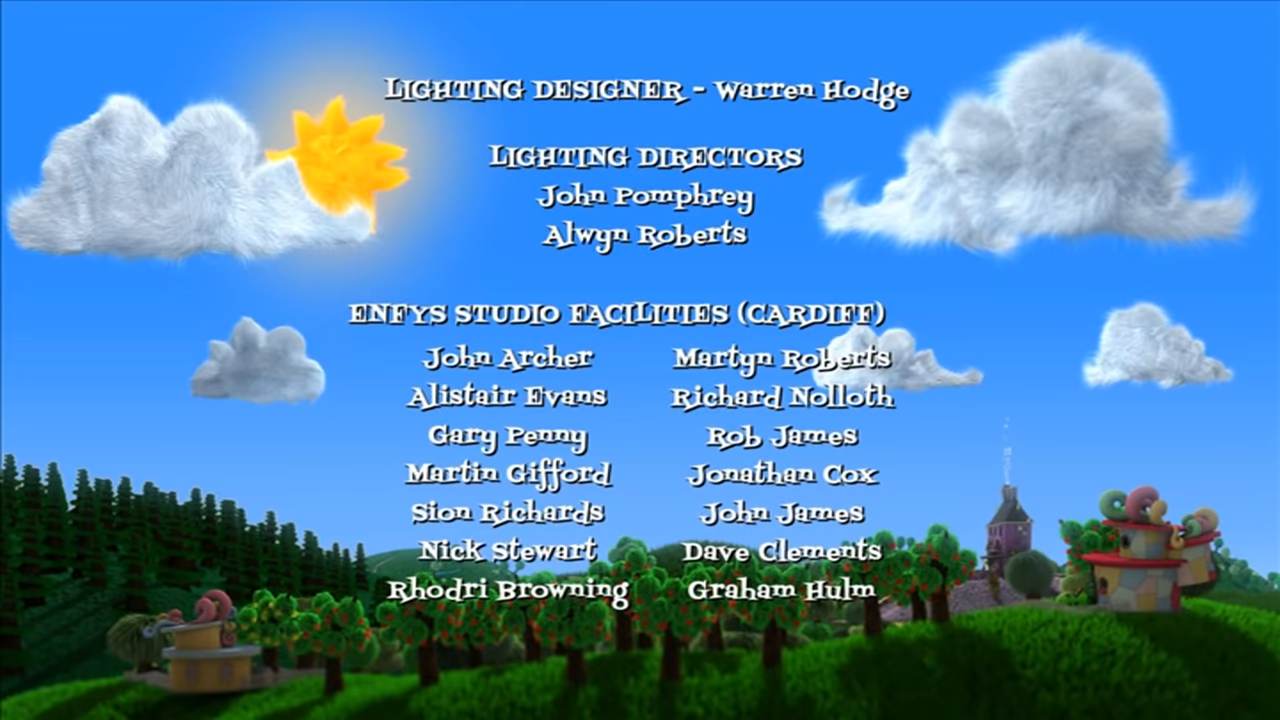 LIGHTING DESIGNER - Warren Hodge
LIGHTING DIRECTORS
John Pomphrey
Alwyn Roberts
ENFYS STUDIO FACILITIES (CARDIFF)
John Archer Martyn Roberts
Alistair Evans Richard Nolloth
Gary Penny Rob James
Martin Gifford Jonathan Cox
Sion Richards John James
Nick Stewart Dave Clements
Rhodri Browning Graham Hulm